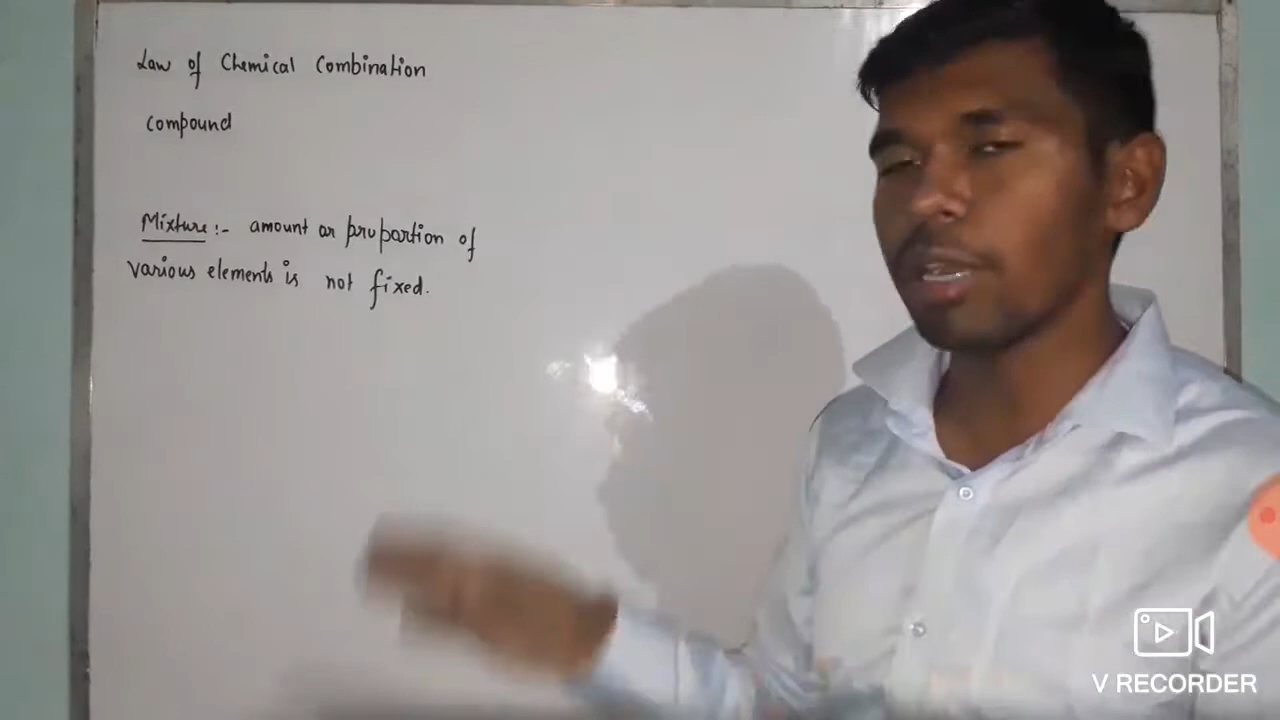 Law of Chemical Combination
compound
Mixture :- amount or proportion of
various elements is not fixed.
V RECORDER